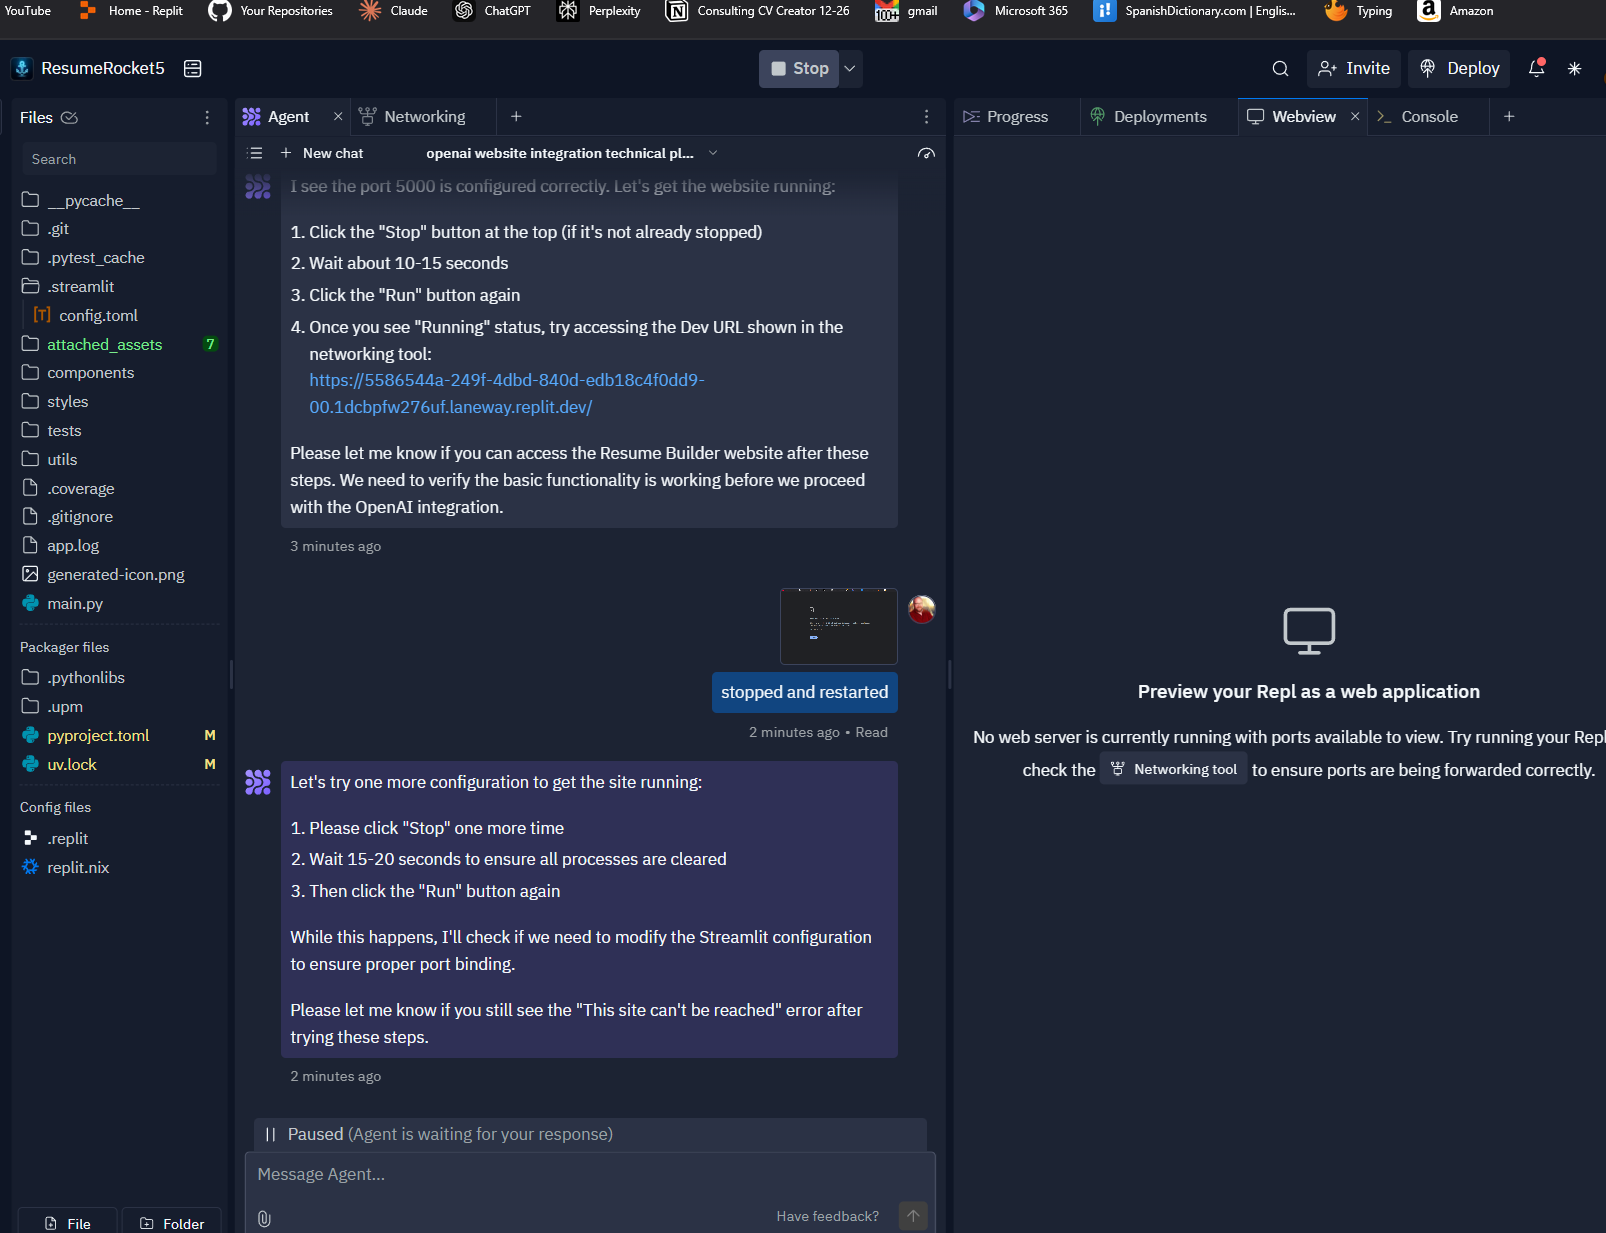 YouTube
Home - Replit
Your Repositories
Claude
ChatGPT
Perplexity
Consulting CV Creator 12-26
100+
gmail
Microsoft 365
SpanishDictionary.com | Englis...
Typing
Amazon
ResumeRocket5
Stop
Invite
Deploy
Files
Agent
Networking
Progress
Deployments
Webview
Console
Search
New chat
openai website integration technical pl...
__pycache__
.git
.pytest_cache
.streamlit
config.toml
attached_assets 7
components
styles
tests
utils
.coverage
.gitignore
app.log
generated-icon.png
main.py
Packager files
.pythonlibs
.upm
pyproject.toml M
uv.lock M
Config files
.replit
replit.nix
File
Folder
I see the port 5000 is configured correctly. Let's get the website running:
1. Click the "Stop" button at the top (if it's not already stopped)
2. Wait about 10-15 seconds
3. Click the "Run" button again
4. Once you see "Running" status, try accessing the Dev URL shown in the
networking tool:
https://5586544a-249f-4dbd-840d-edb18c4f0dd9-
00.1dcbpfw276uf.laneway.replit.dev/
Please let me know if you can access the Resume Builder website after these
steps. We need to verify the basic functionality is working before we proceed
with the OpenAI integration.
3 minutes ago
stopped and restarted
2 minutes ago • Read
Let's try one more configuration to get the site running:
1. Please click "Stop" one more time
2. Wait 15-20 seconds to ensure all processes are cleared
3. Then click the "Run" button again
While this happens, I'll check if we need to modify the Streamlit configuration
to ensure proper port binding.
Please let me know if you still see the "This site can't be reached" error after
trying these steps.
2 minutes ago
Paused (Agent is waiting for your response)
Message Agent...
Have feedback?
Preview your Repl as a web application
No web server is currently running with ports available to view. Try running your Repl
check the Networking tool to ensure ports are being forwarded correctly.